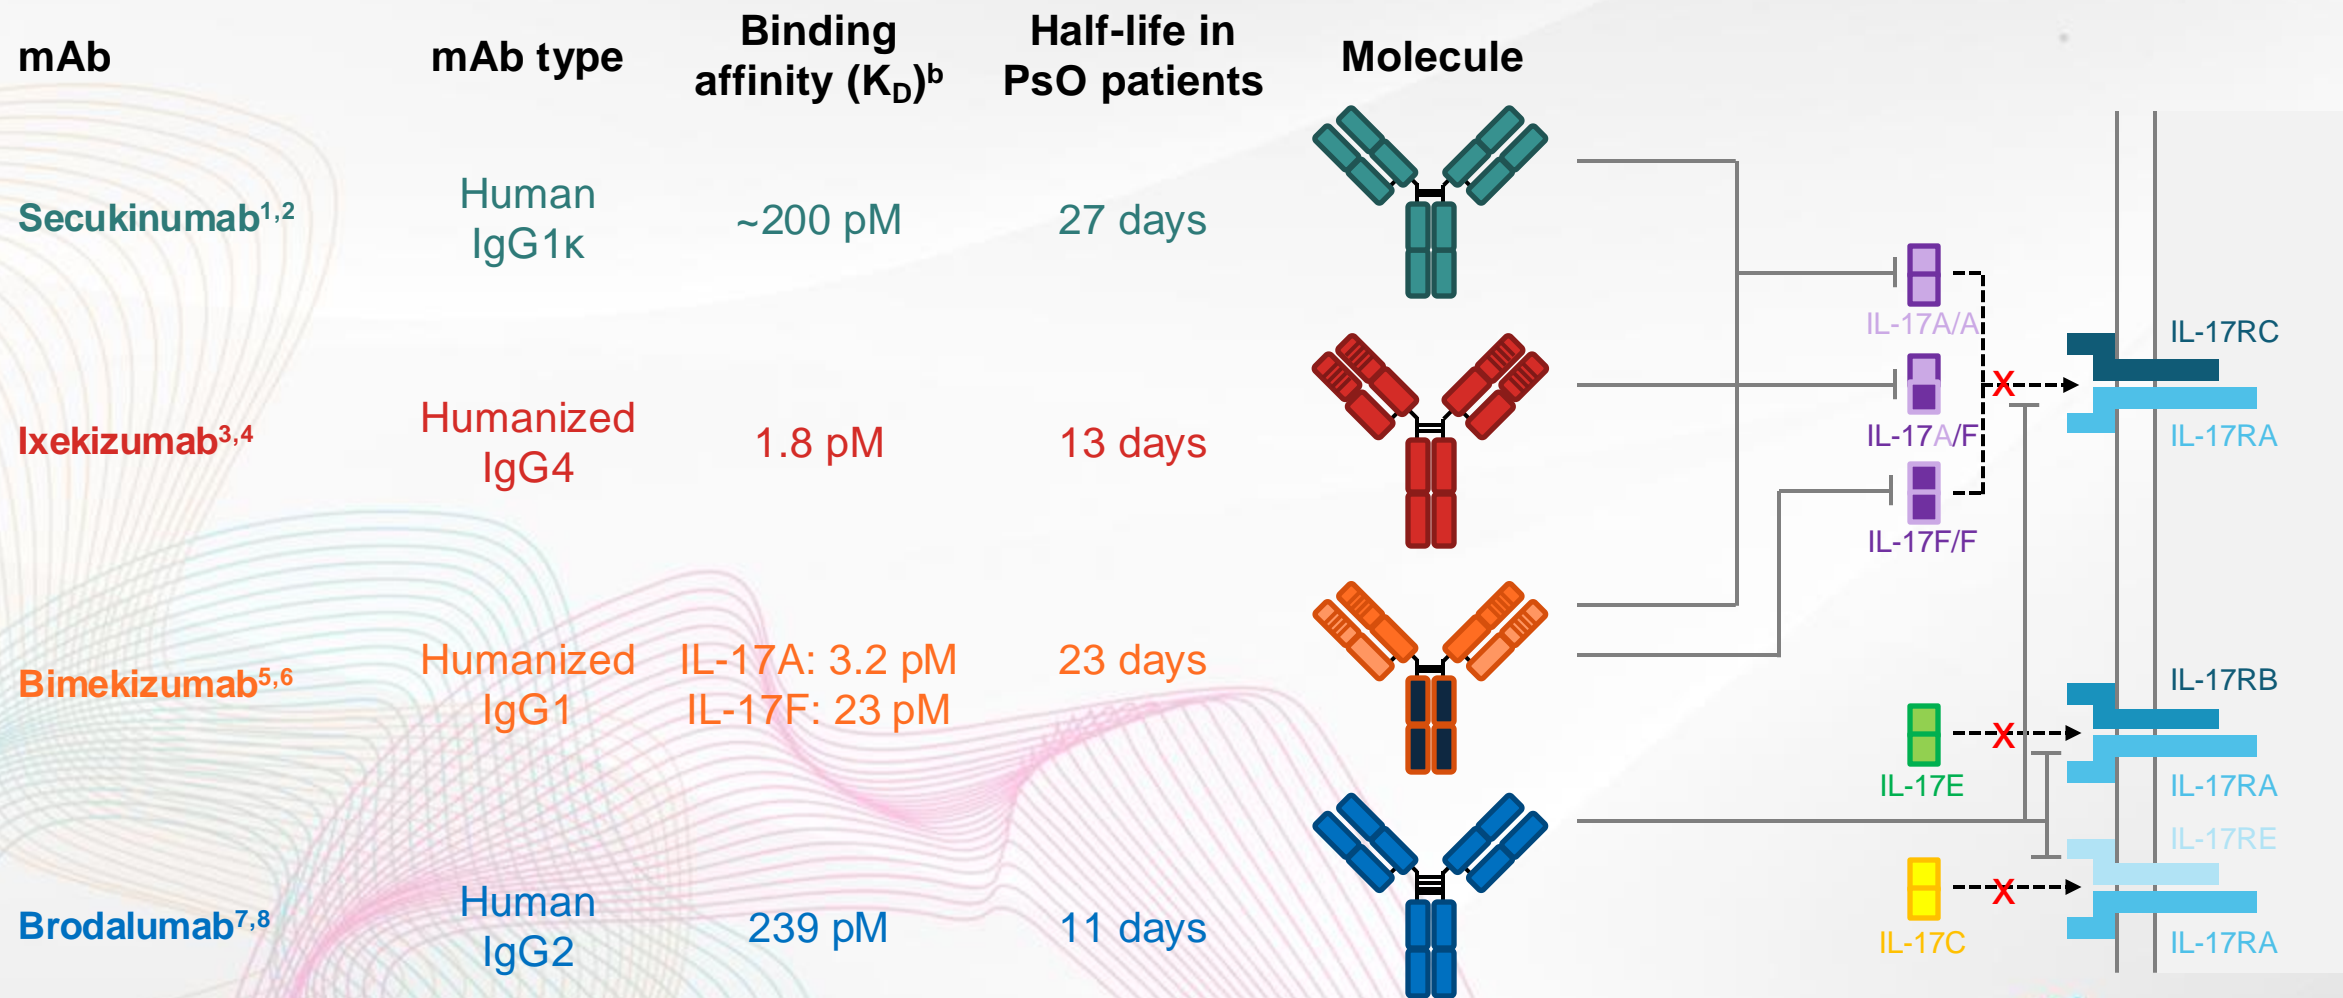 mAb
mAb type
Binding
affinity (KD)b
Half-life in
PsO patients
Molecule
Secukinumab1,2
Human
IgG1κ
~200 pM
27 days
Ixekizumab3,4
Humanized
IgG4
1.8 pM
13 days
Bimekizumab5,6
Humanized
IgG1
IL-17A: 3.2 pM
IL-17F: 23 pM
23 days
Brodalumab7,8
Human
IgG2
239 pM
11 days
IL-17A/A
X
IL-17A/F
IL-17F/F
IL-17RC
IL-17RA
X
IL-17E
IL-17RB
IL-17RA
X
IL-17C
IL-17RE
IL-17RA